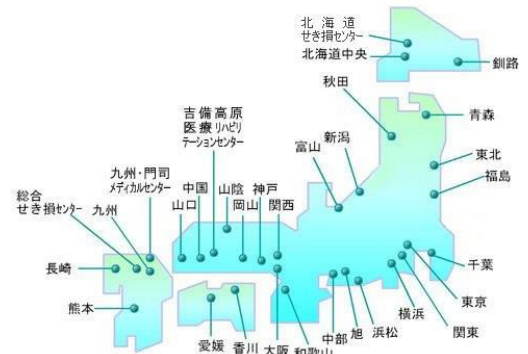 北海道
せき損センター
北海道中央
釧路
秋田
青森
吉備高原
医療リハビリ
テーションセンター
新潟
富山
東北
福島
九州・門司
メディカルセンター
山口
中国
山陰
岡山
神戸
関西
総合
せき損センター
九州
長崎
熊本
千葉
東京
関東
横浜
浜松
旭
中部
愛媛
香川
大阪
和歌山